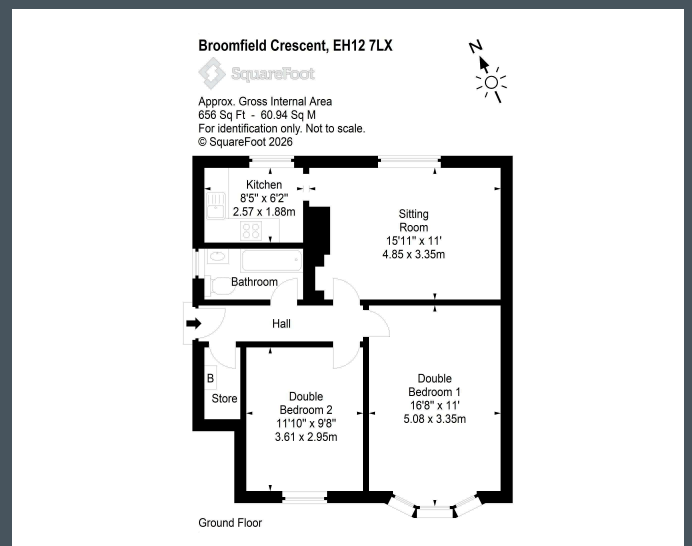 Broomfield Crescent, EH12 7LX
N
SquareFoot
Approx. Gross Internal Area
656 Sq Ft - 60.94 Sq M
For identification only. Not to scale.
© SquareFoot 2026
Kitchen
8'5" x 6'2"
2.57 x 1.88m
Sitting
Room
15'11" x 11'
4.85 x 3.35m
Bathroom
Hall
B
Store
Double
Bedroom 2
11'10" x 9'8"
3.61 x 2.95m
Double
Bedroom 1
16'8" x 11'
5.08 x 3.35m
Ground Floor